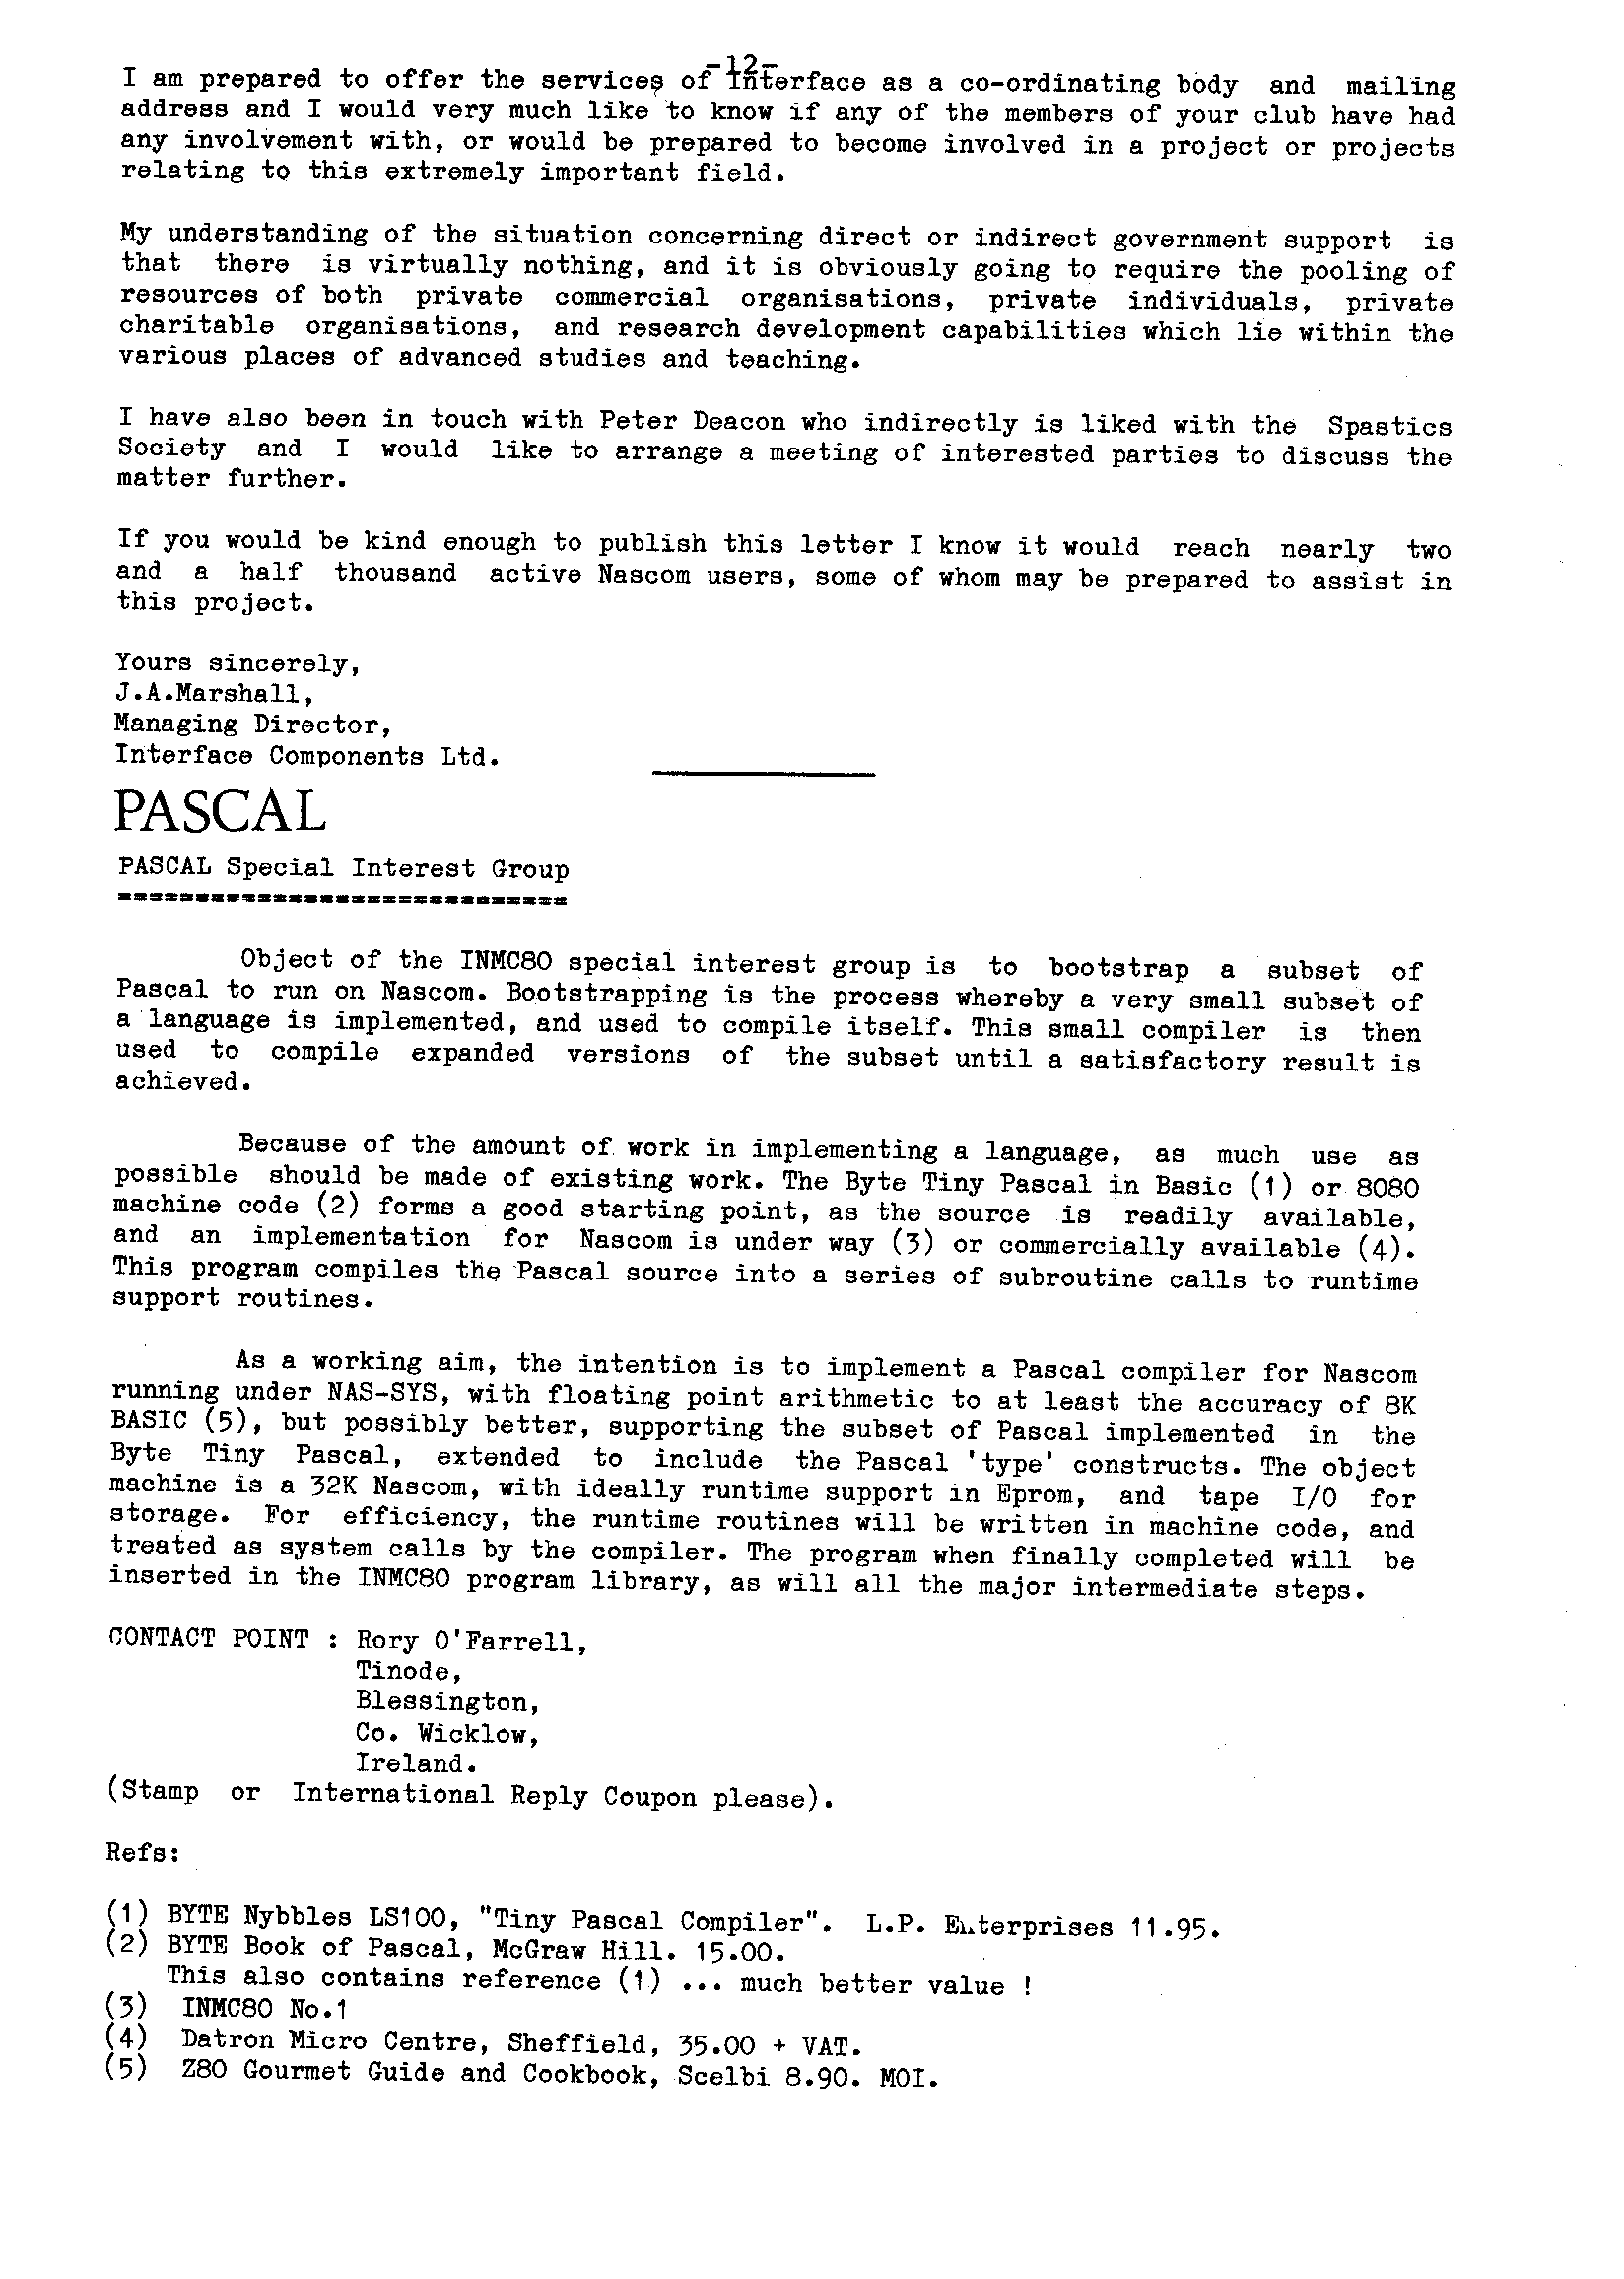 -12-
I am prepared to offer the services of Interface as a co-ordinating body and mailing
address and I would very much like to know if any of the members of your club have had
any involvement with, or would be prepared to become involved in a project or projects
relating to this extremely important field.
My understanding of the situation concerning direct or indirect government support is
that there is virtually nothing, and it is obviously going to require the pooling of
resources of both private commercial organisations, private individuals, private
charitable organisations, and research development capabilities which lie within the
various places of advanced studies and teaching.
I have also been in touch with Peter Deacon who indirectly is liked with the Spastics
Society and I would like to arrange a meeting of interested parties to discuss the
matter further.
If you would be kind enough to publish this letter I know it would reach nearly two
and a half thousand active Nascom users, some of whom may be prepared to assist in
this project.
Yours sincerely,
J.A.Marshall,
Managing Director,
Interface Components Ltd.
PASCAL
PASCAL Special Interest Group
=============================
Object of the INMC80 special interest group is to bootstrap a subset of
Pascal to run on Nascom. Bootstrapping is the process whereby a very small subset of
a language is implemented, and used to compile itself. This small compiler is then
used to compile expanded versions of the subset until a satisfactory result is
achieved.
Because of the amount of work in implementing a language, as much use as
possible should be made of existing work. The Byte Tiny Pascal in Basic (1) or 8080
machine code (2) forms a good starting point, as the source is readily available,
and an implementation for Nascom is under way (3) or commercially available (4).
This program compiles the Pascal source into a series of subroutine calls to runtime
support routines.
As a working aim, the intention is to implement a Pascal compiler for Nascom
running under NAS-SYS, with floating point arithmetic to at least the accuracy of 8K
BASIC (5), but possibly better, supporting the subset of Pascal implemented in the
Byte Tiny Pascal, extended to include the Pascal 'type' constructs. The object
machine is a 32K Nascom, with ideally runtime support in Eprom, and tape I/O for
storage. For efficiency, the runtime routines will be written in machine code, and
treated as system calls by the compiler. The program when finally completed will be
inserted in the INMC80 program library, as will all the major intermediate steps.
CONTACT POINT : Rory O'Farrell,
Tinode,
Blessington,
Co. Wicklow,
Ireland.
(Stamp or International Reply Coupon please).
Refs:
(1) BYTE Nybbles LS100, "Tiny Pascal Compiler". L.P. Enterprises 11.95.
(2) BYTE Book of Pascal, McGraw Hill. 15.00.
This also contains reference (1) ... much better value !
(3) INMC80 No.1
(4) Datron Micro Centre, Sheffield, 35.00 + VAT.
(5) Z80 Gourmet Guide and Cookbook, Scelbi 8.90. MOI.